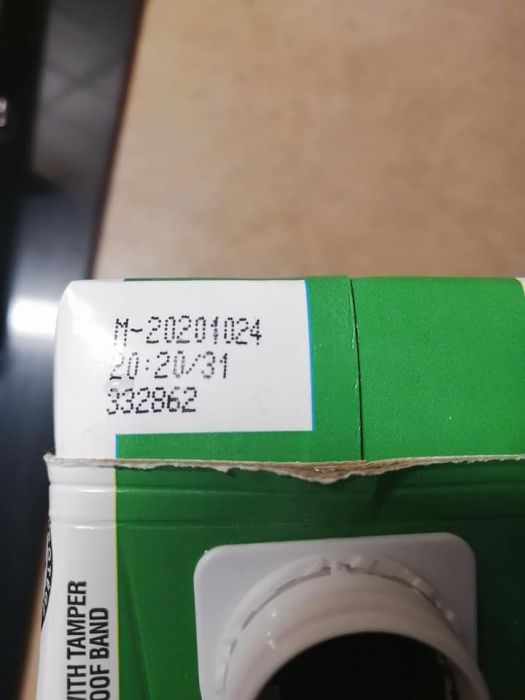 M-20201024
20:20/31
332862
WITH TAMPER
OOF BAND